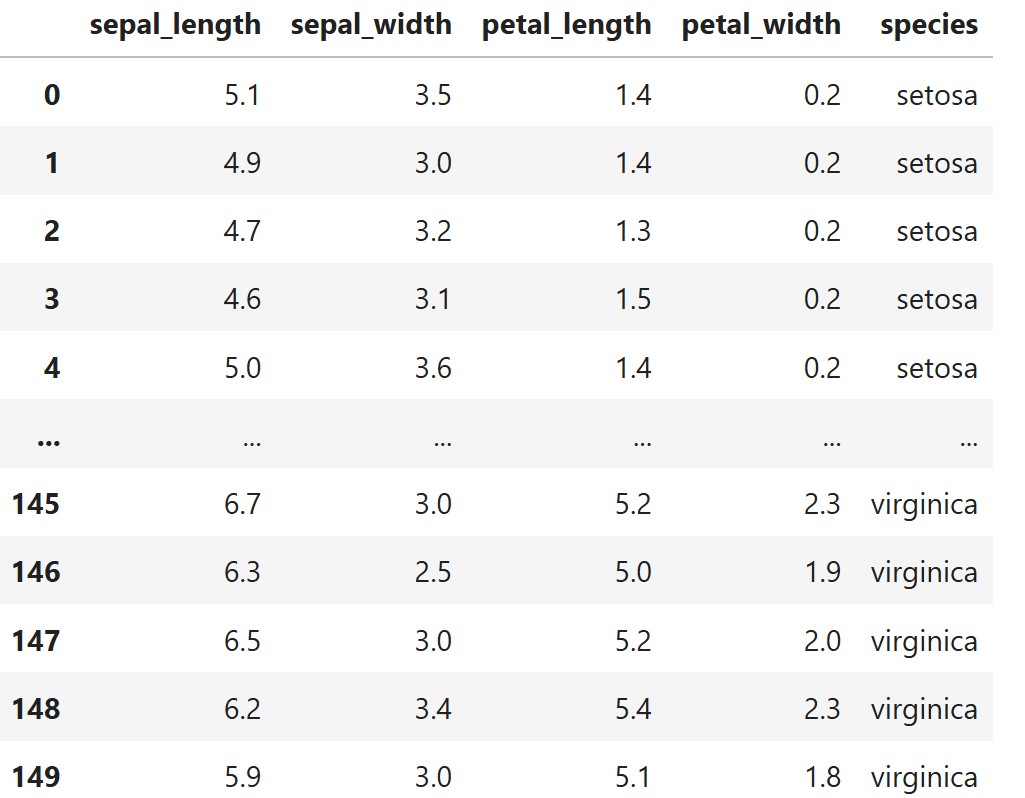 sepal_length sepal_width petal_length petal_width species
0 5.1 3.5 1.4 0.2 setosa
1 4.9 3.0 1.4 0.2 setosa
2 4.7 3.2 1.3 0.2 setosa
3 4.6 3.1 1.5 0.2 setosa
4 5.0 3.6 1.4 0.2 setosa
... ... ... ... ... ...
145 6.7 3.0 5.2 2.3 virginica
146 6.3 2.5 5.0 1.9 virginica
147 6.5 3.0 5.2 2.0 virginica
148 6.2 3.4 5.4 2.3 virginica
149 5.9 3.0 5.1 1.8 virginica